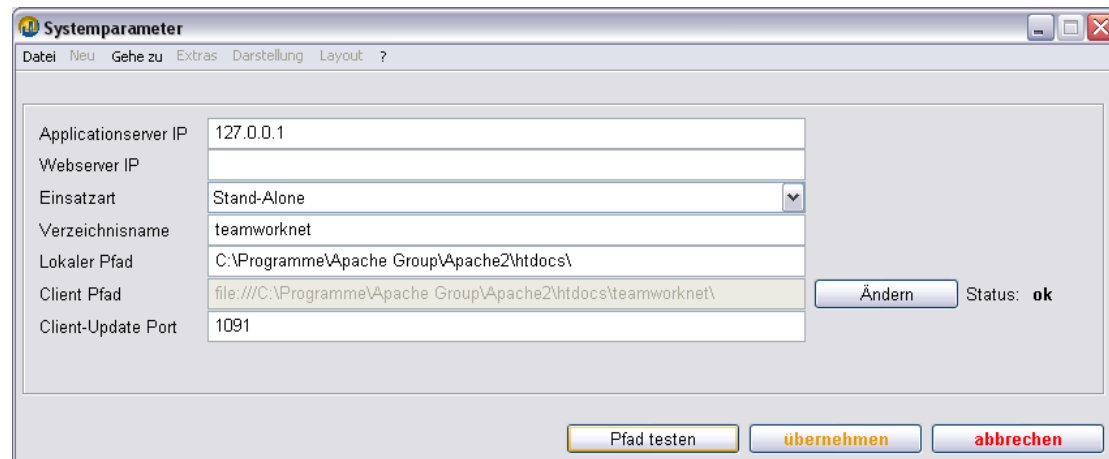 Systemparameter
Datei Neu Gehe zu Extras Darstellung Layout ?
Applicationserver IP 127.0.0.1
Webserver IP
Einsatzart Stand-Alone
Verzeichnisname teamworknet
Lokaler Pfad C:\Programme\Apache Group\Apache2\htdocs\
Client Pfad file:///C:\Programme\Apache Group\Apache2\htdocs\teamworknet\ Ändern Status: ok
Client-Update Port 1091
Pfad testen übernehmen abbrechen